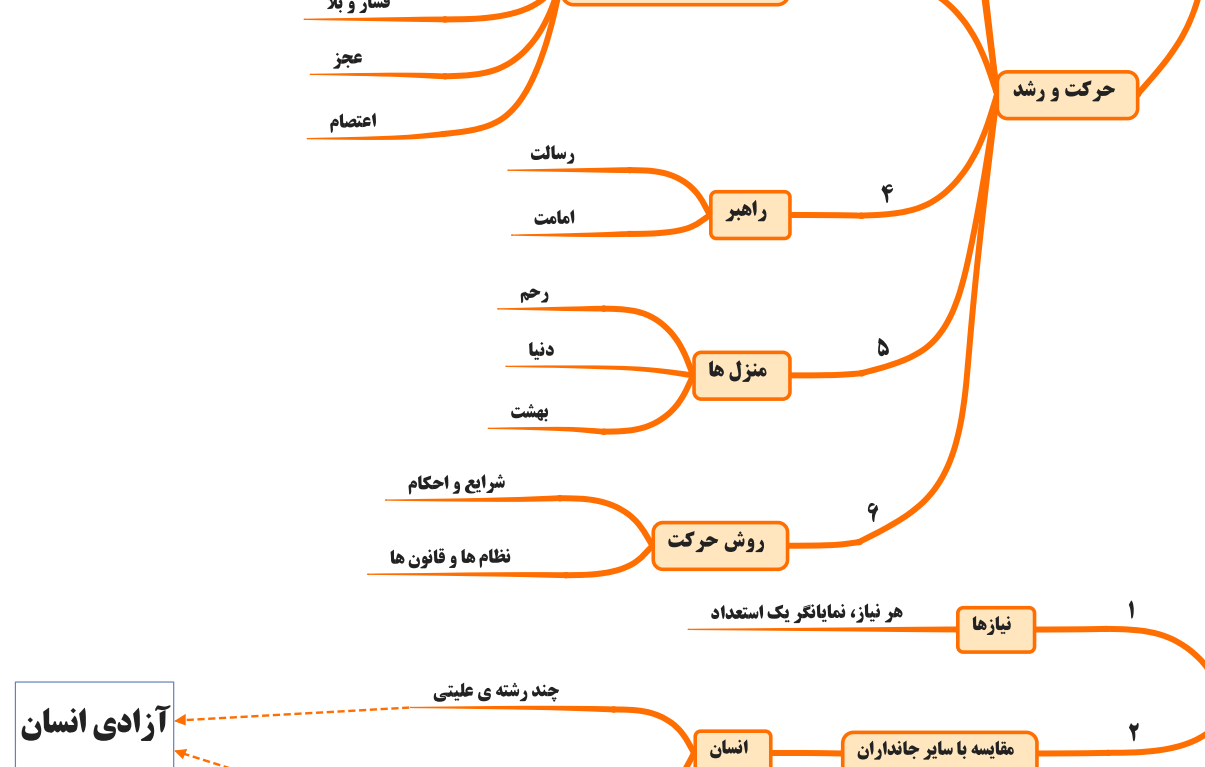 فشار و بلا
عجز
اعتصام
حرکت و رشد
۴
راهبر
رسالت
امامت
۵
منزل ها
رحم
دنیا
بهشت
۶
روش حرکت
شرایع و احکام
نظام ها و قانون ها
۱
نیازها
هر نیاز، نمایانگر یک استعداد
۲
مقایسه با سایر جانداران
انسان
چند رشته ی علیتی
آزادی انسان